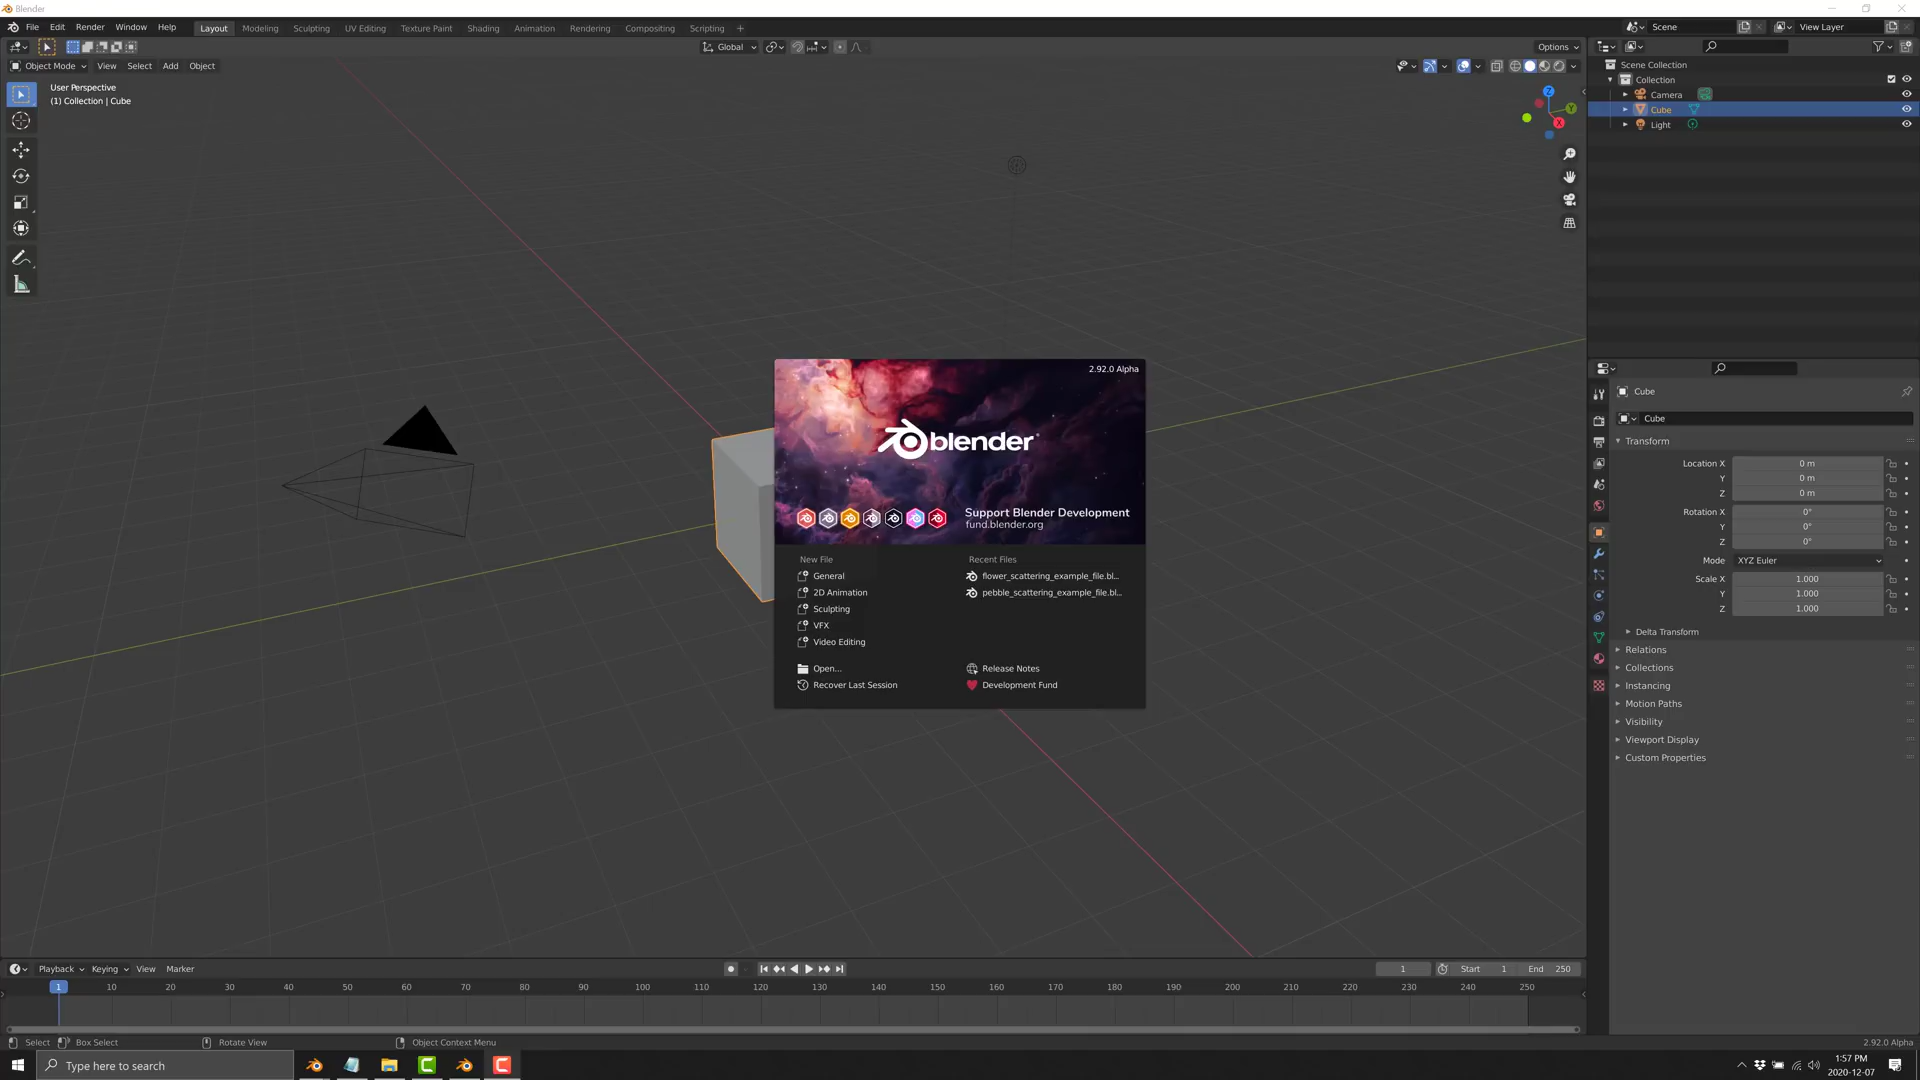 Blender
File Edit Render Window Help
Layout Modeling Sculpting UV Editing Texture Paint Shading Animation Rendering Compositing Scripting +
Scene
View Layer
Global
Options
Object Mode View Select Add Object
User Perspective
(1) Collection | Cube
Z
Y
X
Scene Collection
Collection
Camera
Cube
Light
2.92.0 Alpha
blender
Support Blender Development
fund.blender.org
New File
General
2D Animation
Sculpting
VFX
Video Editing
Open...
Recover Last Session
Recent Files
flower_scattering_example_file.bl...
pebble_scattering_example_file.bl...
Release Notes
Development Fund
Cube
Cube
Transform
Location X 0 m
Y 0 m
Z 0 m
Rotation X 0°
Y 0°
Z 0°
Mode XYZ Euler
Scale X 1.000
Y 1.000
Z 1.000
Delta Transform
Relations
Collections
Instancing
Motion Paths
Visibility
Viewport Display
Custom Properties
Playback Keying View Marker
1 Start 1 End 250
1 10 20 30 40 50 60 70 80 90 100 110 120 130 140 150 160 170 180 190 200 210 220 230 240 250
Select Box Select Rotate View Object Context Menu
2.92.0 Alpha
Type here to search
1:57 PM
2020-12-07